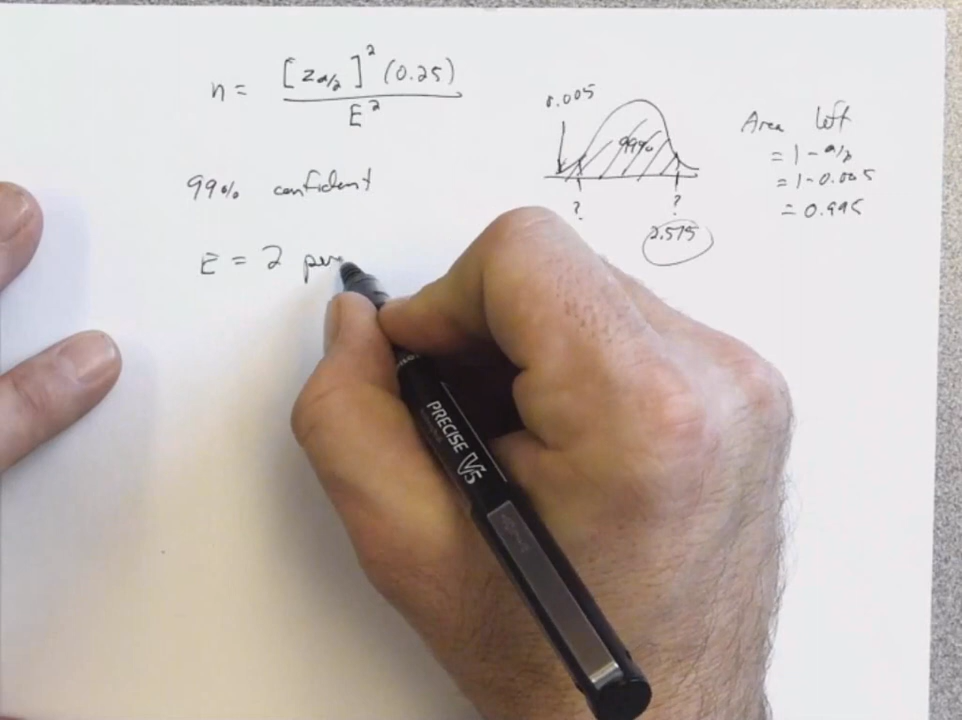 n = [Zα/2]² (0.25)
E²
99% confident
E = 2 per
0.005
99%
? ?
2.575
Area left
= 1 - α/2
= 1 - 0.005
= 0.995
PRECISE V5